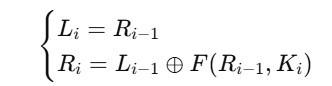 L_i = R_{i-1}
R_i = L_{i-1} ⊕ F(R_{i-1}, K_i)